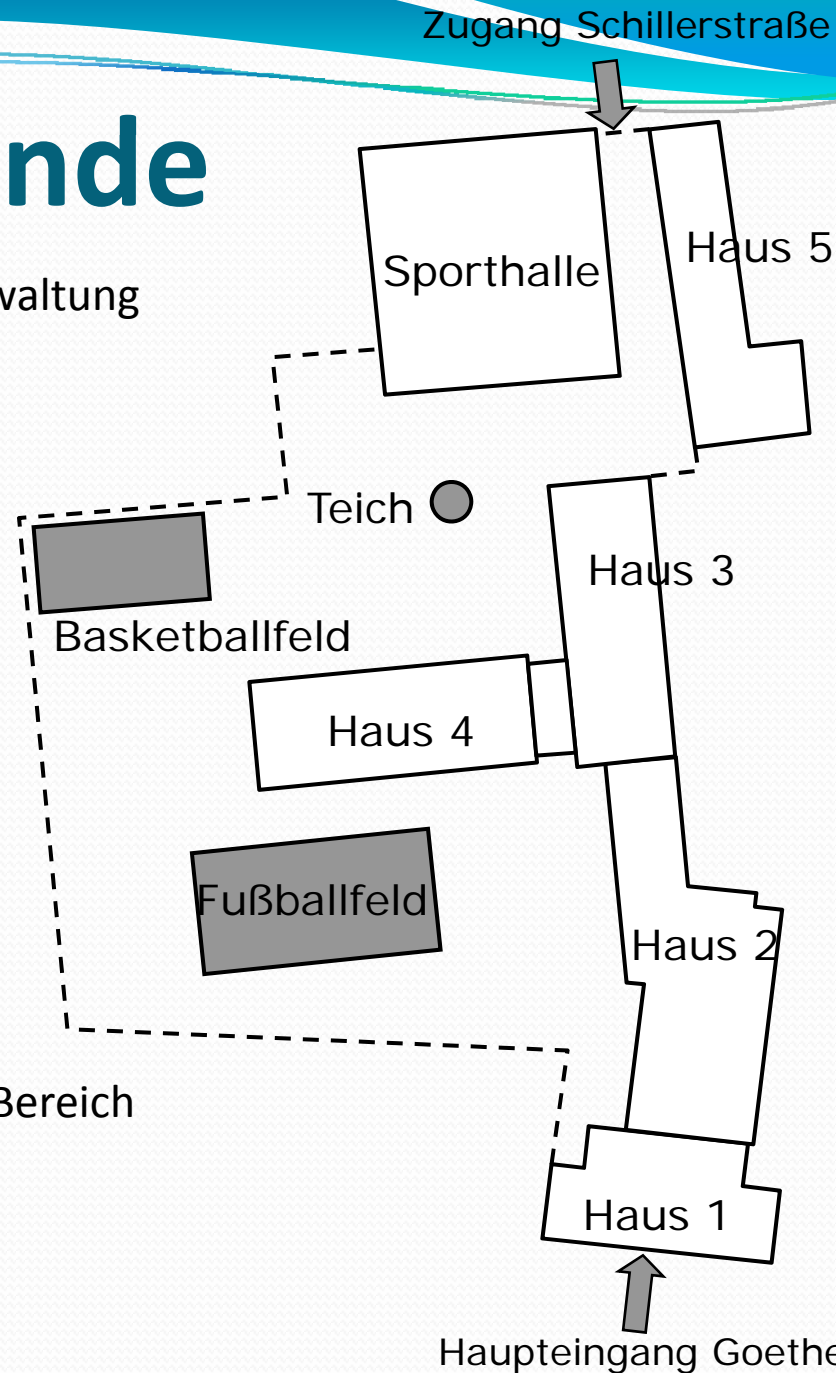 Zugang Schillerstraße
nde
waltung
Sporthalle
Haus 5
Teich
Haus 3
Basketballfeld
Haus 4
Fußballfeld
Haus 2
Bereich
Haus 1
Haupteingang Goethe